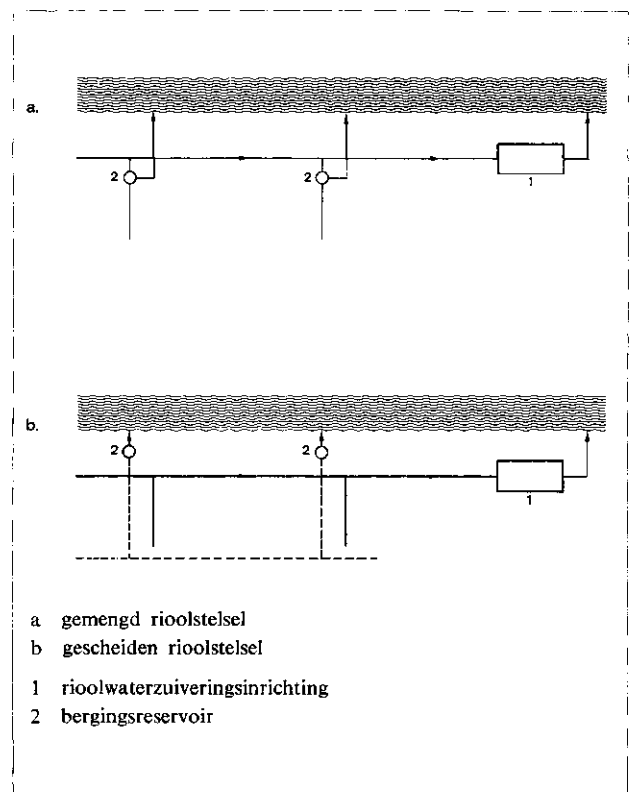 a.
2
2
1
b.
2
2
1
a gemengd rioolstelsel
b gescheiden rioolstelsel
1 rioolwaterzuiveringsinrichting
2 bergingsreservoir